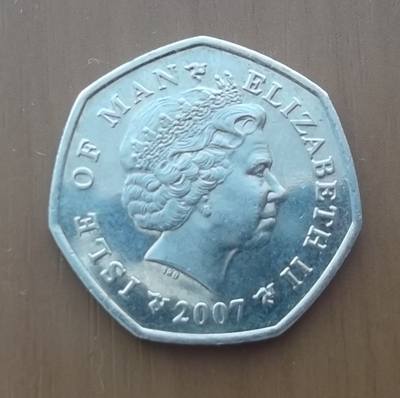 ISLE OF MAN
ELIZABETH II
2007